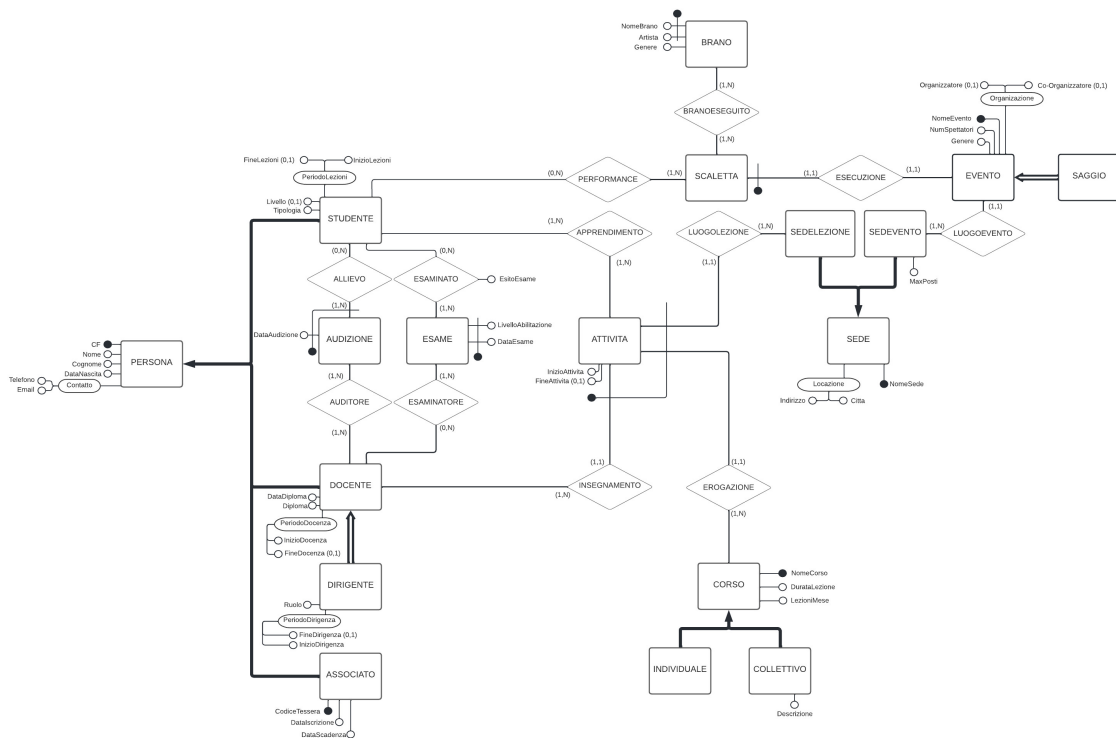 NomeBrano
Artista
Genere
BRANO
(1,N)
BRANOESEGUITO
(1,N)
Organizzatore (0,1)
Co-Organizzatore (0,1)
Organizazione
NomeEvento
NumSpettatori
Genere
FineLezioni (0,1)
InizioLezioni
PeriodoLezioni
Livello (0,1)
Tipologia
STUDENTE
(0,N)
PERFORMANCE
(1,N)
SCALETTA
(1,1)
ESECUZIONE
(1,1)
EVENTO
SAGGIO
(1,N)
APPRENDIMENTO
(1,N)
LUOGOLEZIONE
(1,N)
(1,1)
SEDELEZIONE
SEDEVENTO
(1,N)
LUOGOEVENTO
(1,1)
MaxPosti
(0,N)
ALLIEVO
(1,N)
(0,N)
ESAMINATO
EsitoEsame
(1,N)
DataAudizione
AUDIZIONE
ESAME
LivelloAbilitazione
DataEsame
ATTIVITA
InizioAttivita
FineAttivita (0,1)
SEDE
Locazione
NomeSede
Indirizzo
Citta
CF
Nome
Cognome
DataNascita
PERSONA
Telefono
Email
Contatto
(1,N)
AUDITORE
(1,N)
(1,N)
ESAMINATORE
(0,N)
DOCENTE
DataDiploma
Diploma
PeriodoDocenza
InizioDocenza
FineDocenza (0,1)
(1,1)
INSEGNAMENTO
(1,N)
(1,1)
EROGAZIONE
(1,N)
DIRIGENTE
Ruolo
PeriodoDirigenza
FineDirigenza (0,1)
InizioDirigenza
CORSO
NomeCorso
DurataLezione
LezioniMese
ASSOCIATO
CodiceTessera
DataIscrizione
DataScadenza
INDIVIDUALE
COLLETTIVO
Descrizione